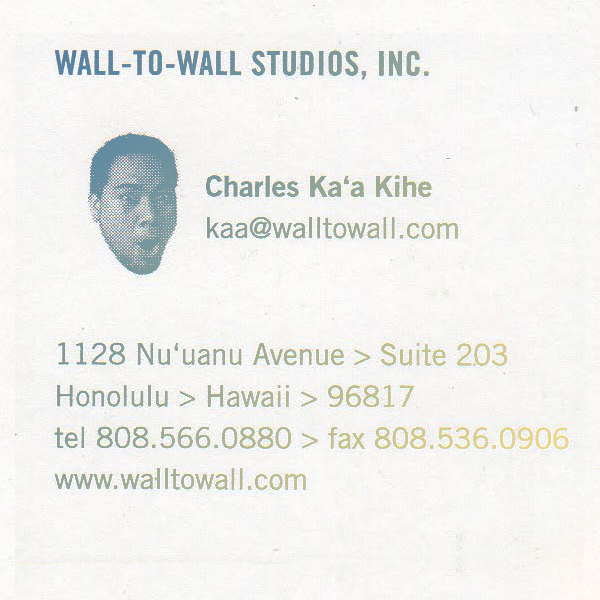 WALL-TO-WALL STUDIOS, INC.
Charles Ka‘a Kihe
kaa@walltowall.com
1128 Nu‘uanu Avenue > Suite 203
Honolulu > Hawaii > 96817
tel 808.566.0880 > fax 808.536.0906
www.walltowall.com